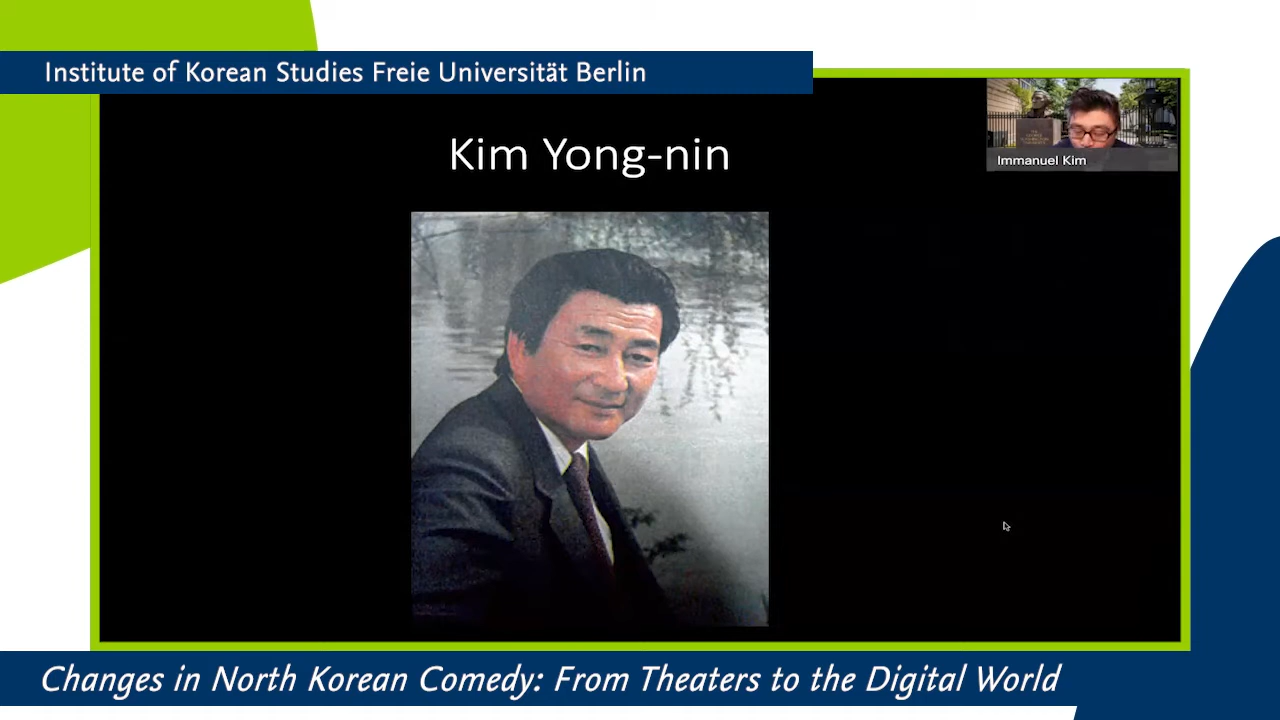 Institute of Korean Studies Freie Universität Berlin
Kim Yong-nin
Immanuel Kim
Changes in North Korean Comedy: From Theaters to the Digital World